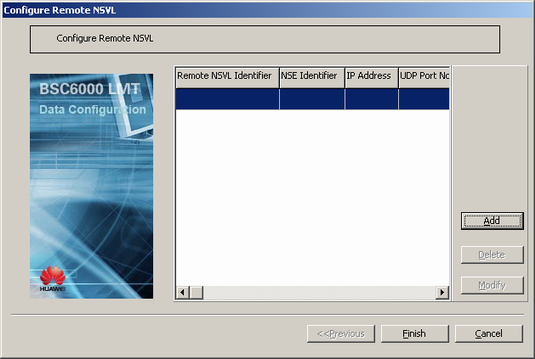 Configure Remote NSVL
Configure Remote NSVL
BSC6000 LMT
Data Configuration
HUAWEI
Remote NSVL Identifier NSE Identifier IP Address UDP Port No
Add
Delete
Modify
<<Previous Finish Cancel